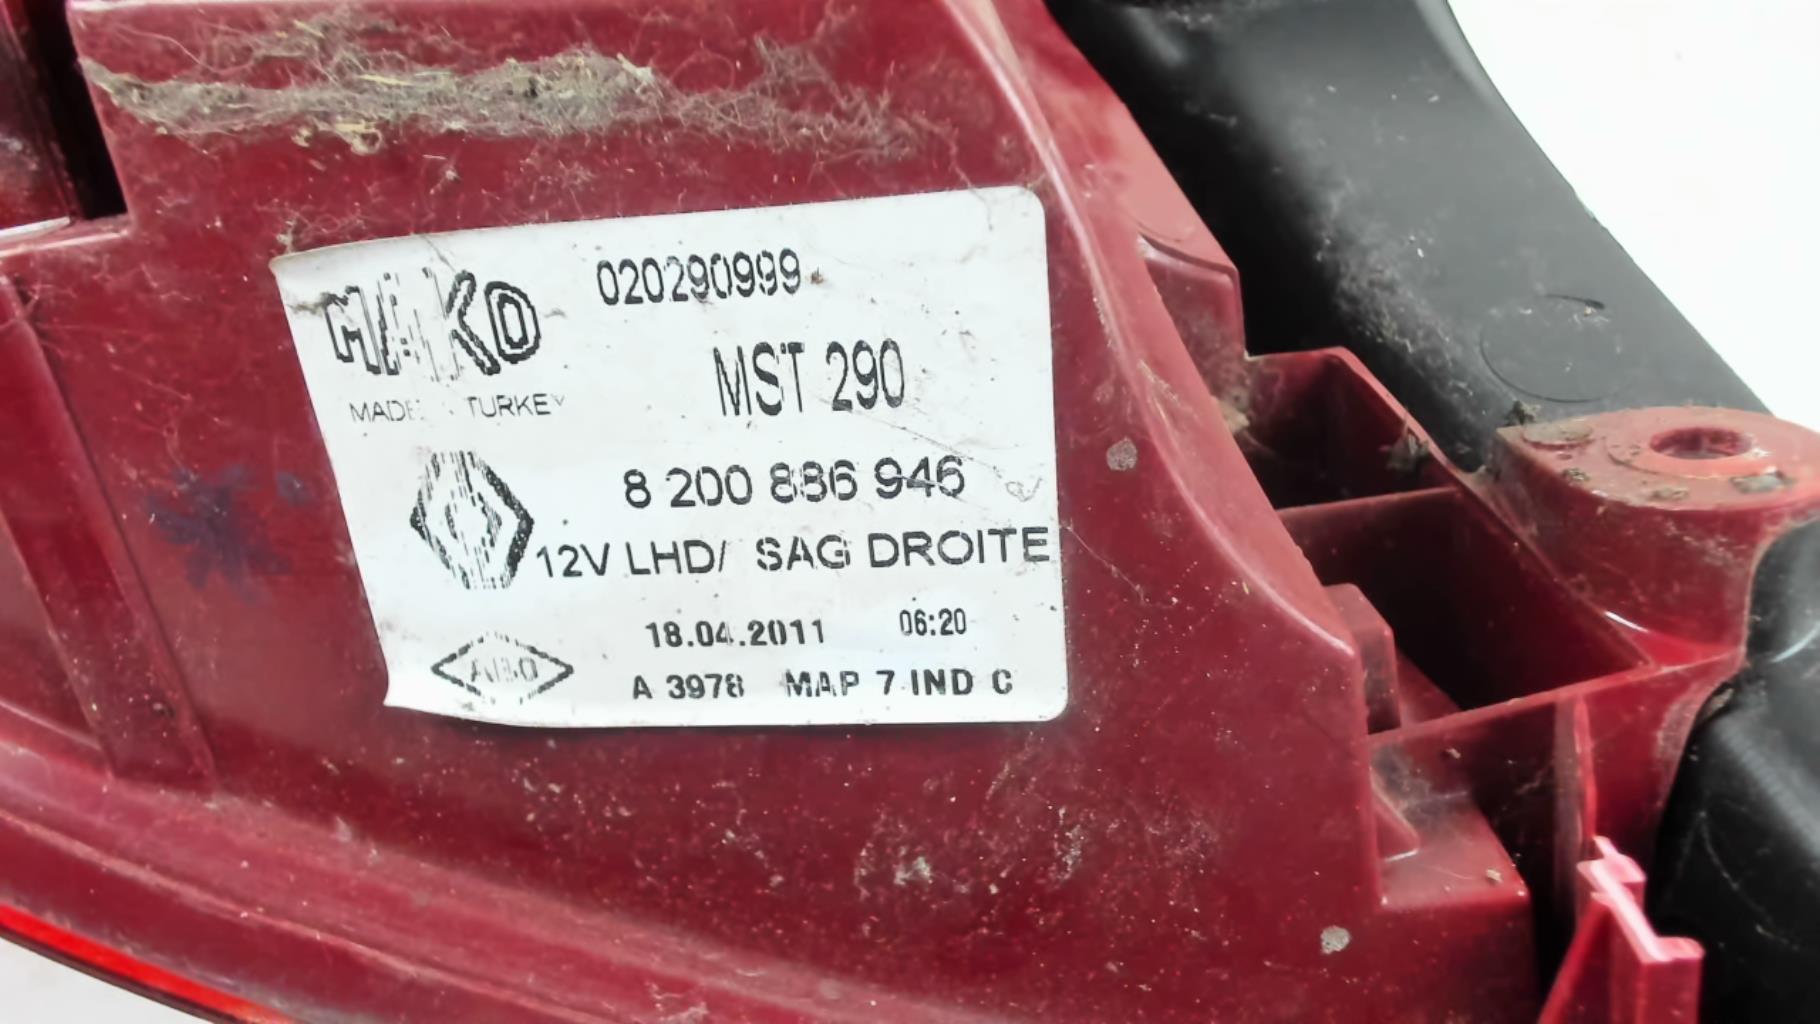 020290999
MAKO
MADE TURKEY
MST 290
8 200 886 946
12V LHD/ SAG DROITE
18.04.2011 06:20
A 3978 MAP 7 IND C